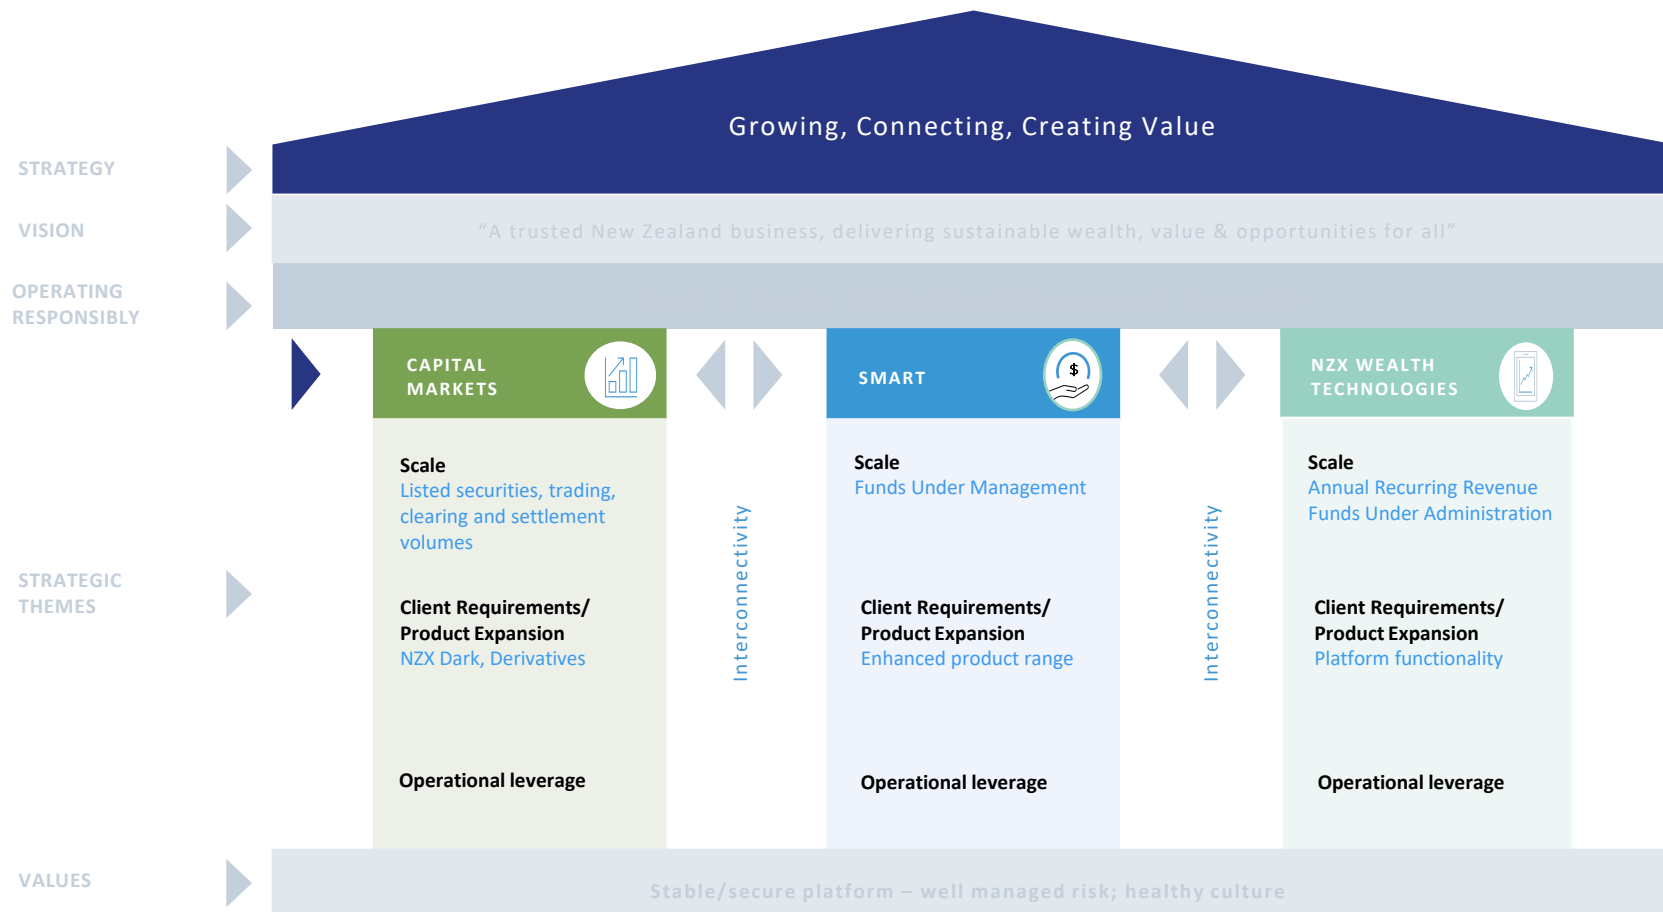 Growing, Connecting, Creating Value
STRATEGY
VISION
“A trusted New Zealand business, delivering sustainable wealth, value & opportunities for all”
OPERATING
RESPONSIBLY
CAPITAL
MARKETS
SMART
$
NZX WEALTH
TECHNOLOGIES
Scale
Listed securities, trading,
clearing and settlement
volumes
Client Requirements/
Product Expansion
NZX Dark, Derivatives
Operational leverage
Interconnectivity
Scale
Funds Under Management
Client Requirements/
Product Expansion
Enhanced product range
Operational leverage
Interconnectivity
Scale
Annual Recurring Revenue
Funds Under Administration
Client Requirements/
Product Expansion
Platform functionality
Operational leverage
STRATEGIC
THEMES
VALUES
Stable/secure platform – well managed risk; healthy culture